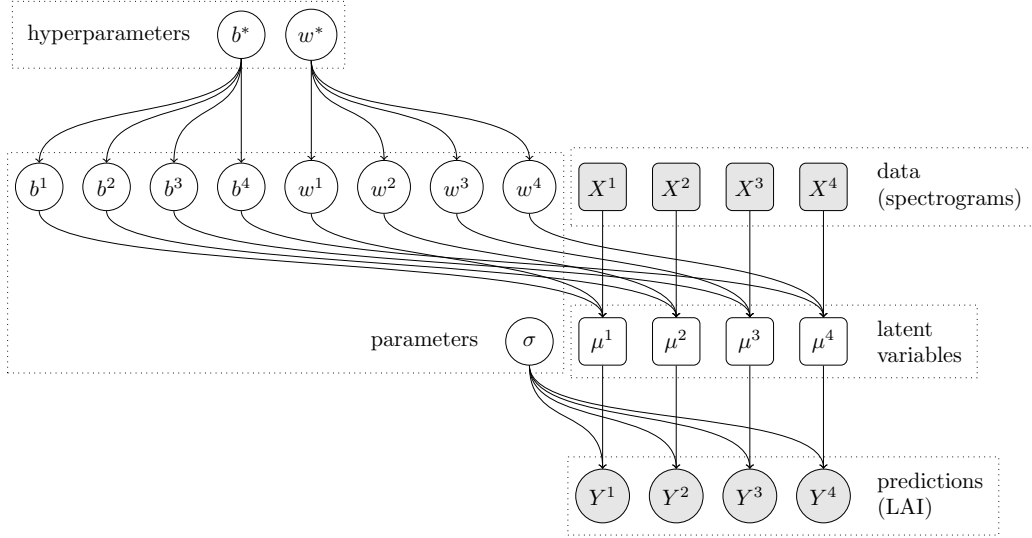 hyperparameters b* w*
b¹ b² b³ b⁴ w¹ w² w³ w⁴ X¹ X² X³ X⁴ data
(spectrograms)
parameters σ μ¹ μ² μ³ μ⁴ latent
variables
Y¹ Y² Y³ Y⁴ predictions
(LAI)